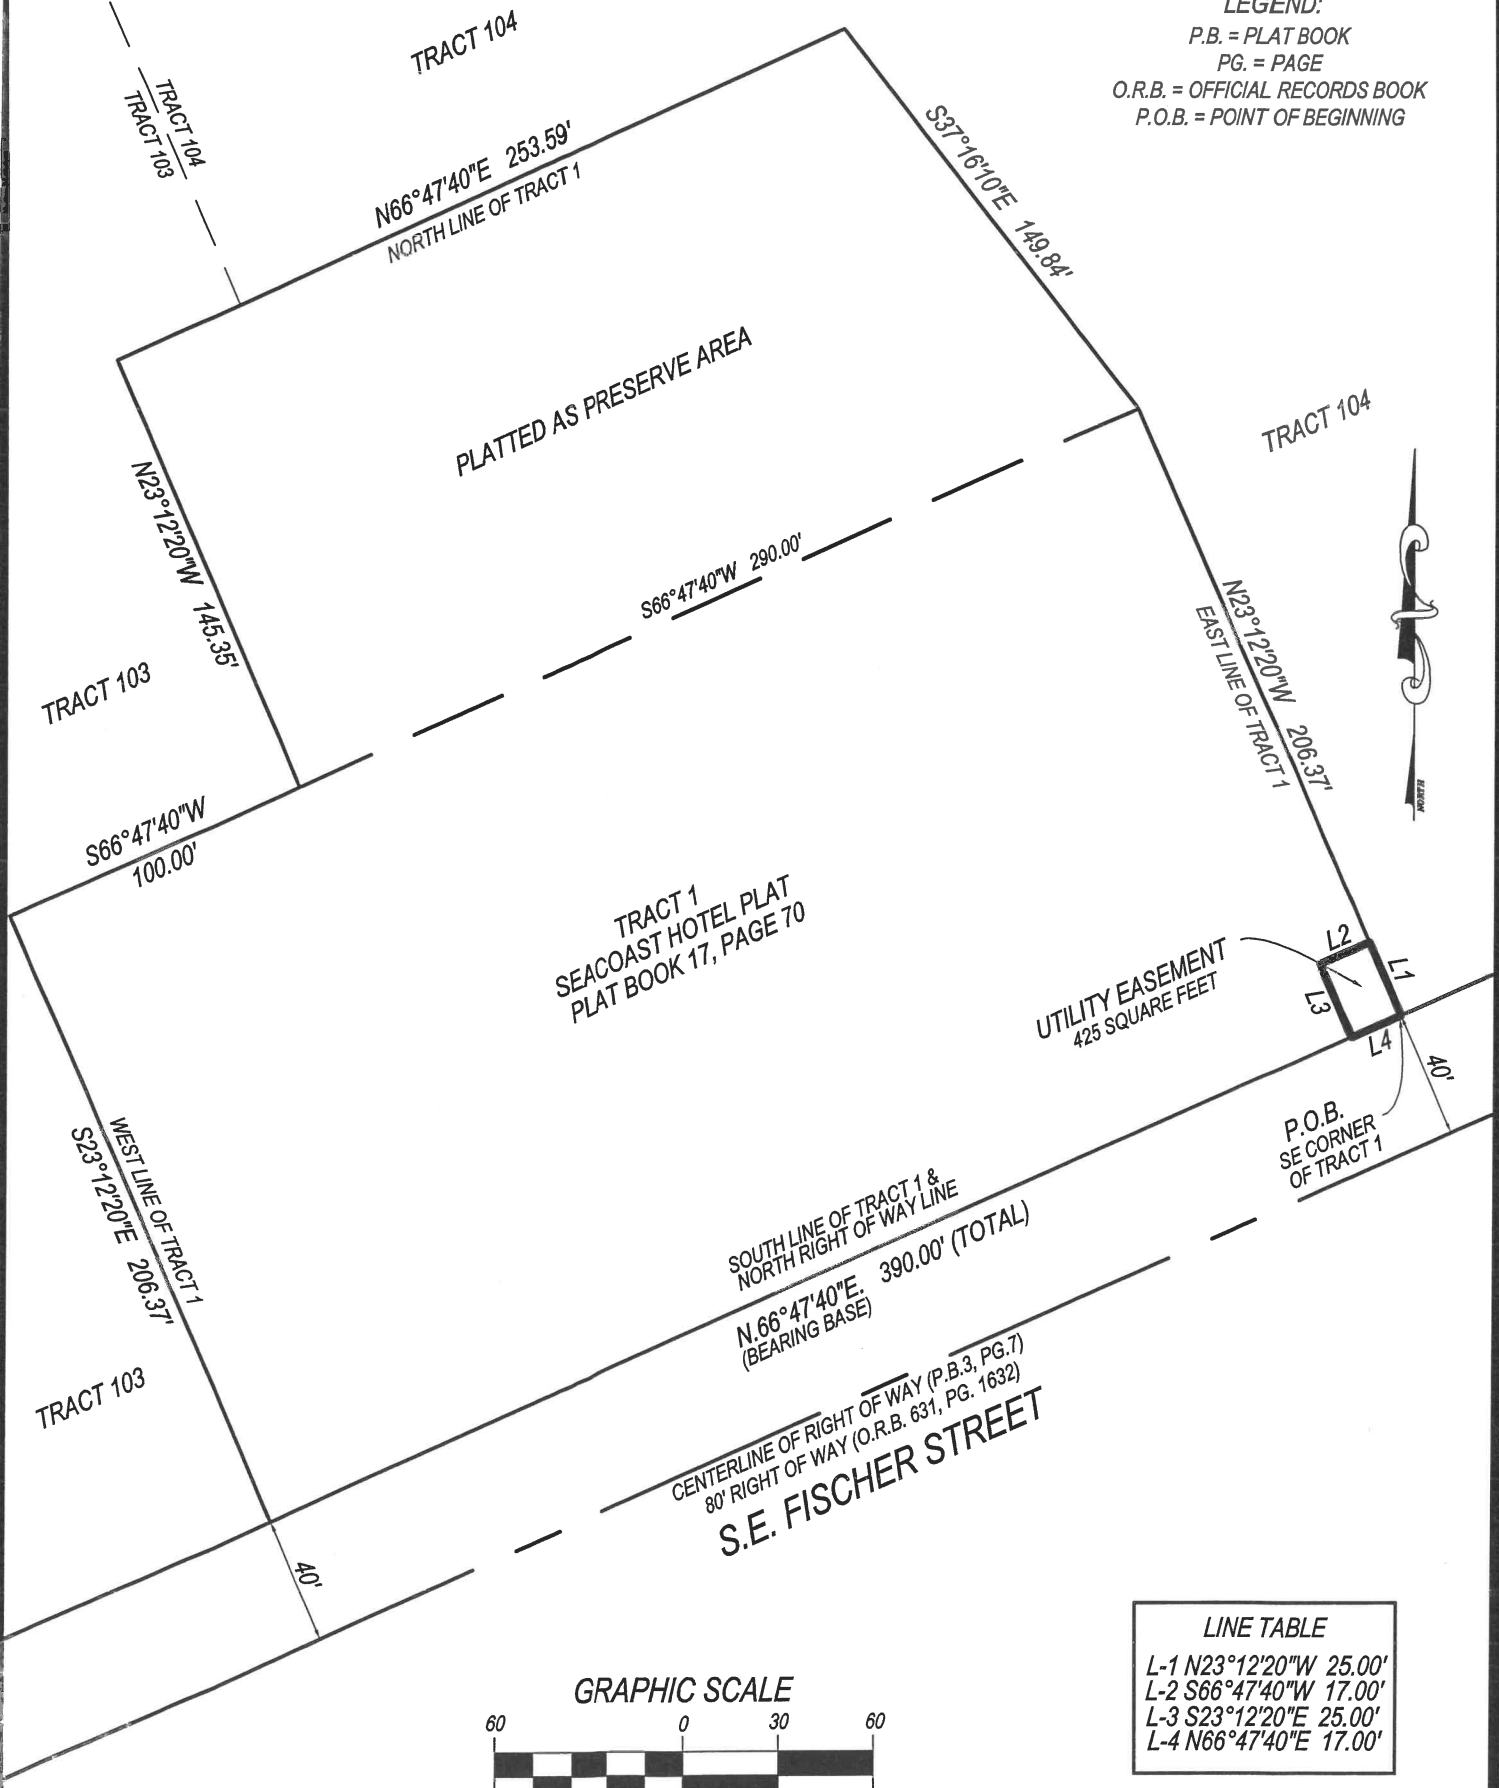 LEGEND:
P.B. = PLAT BOOK
PG. = PAGE
O.R.B. = OFFICIAL RECORDS BOOK
P.O.B. = POINT OF BEGINNING
TRACT 104
TRACT 104
TRACT 103
N66°47'40"E 253.59'
NORTH LINE OF TRACT 1
S37°16'10"E 149.84'
PLATTED AS PRESERVE AREA
TRACT 104
N23°12'20"W 145.35'
S66°47'40"W 290.00'
N23°12'20"W 206.37'
EAST LINE OF TRACT 1
NORTH
TRACT 103
S66°47'40"W
100.00'
TRACT 1
SEACOAST HOTEL PLAT
PLAT BOOK 17, PAGE 70
UTILITY EASEMENT
425 SQUARE FEET
L2
L1
L3
L4
40'
P.O.B.
SE CORNER
OF TRACT 1
WEST LINE OF TRACT 1
S23°12'20"E 206.37'
SOUTH LINE OF TRACT 1 &
NORTH RIGHT OF WAY LINE
N.66°47'40"E. 390.00' (TOTAL)
(BEARING BASE)
TRACT 103
CENTERLINE OF RIGHT OF WAY (P.B.3, PG.7)
80' RIGHT OF WAY (O.R.B. 631, PG. 1632)
S.E. FISCHER STREET
40'
LINE TABLE
L-1 N23°12'20"W 25.00'
L-2 S66°47'40"W 17.00'
L-3 S23°12'20"E 25.00'
L-4 N66°47'40"E 17.00'
GRAPHIC SCALE
60 0 30 60